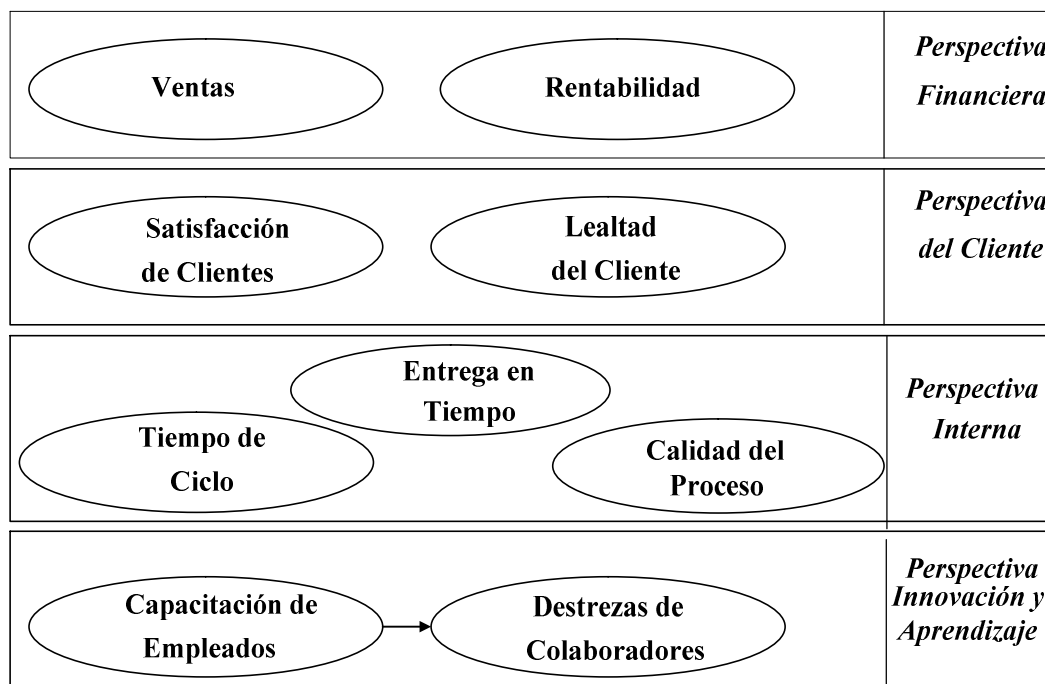 Ventas
Rentabilidad
Perspectiva
Financiera
Satisfacción
de Clientes
Lealtad
del Cliente
Perspectiva
del Cliente
Entrega en
Tiempo
Tiempo de
Ciclo
Calidad del
Proceso
Perspectiva
Interna
Capacitación de
Empleados
Destrezas de
Colaboradores
Perspectiva
Innovación y
Aprendizaje